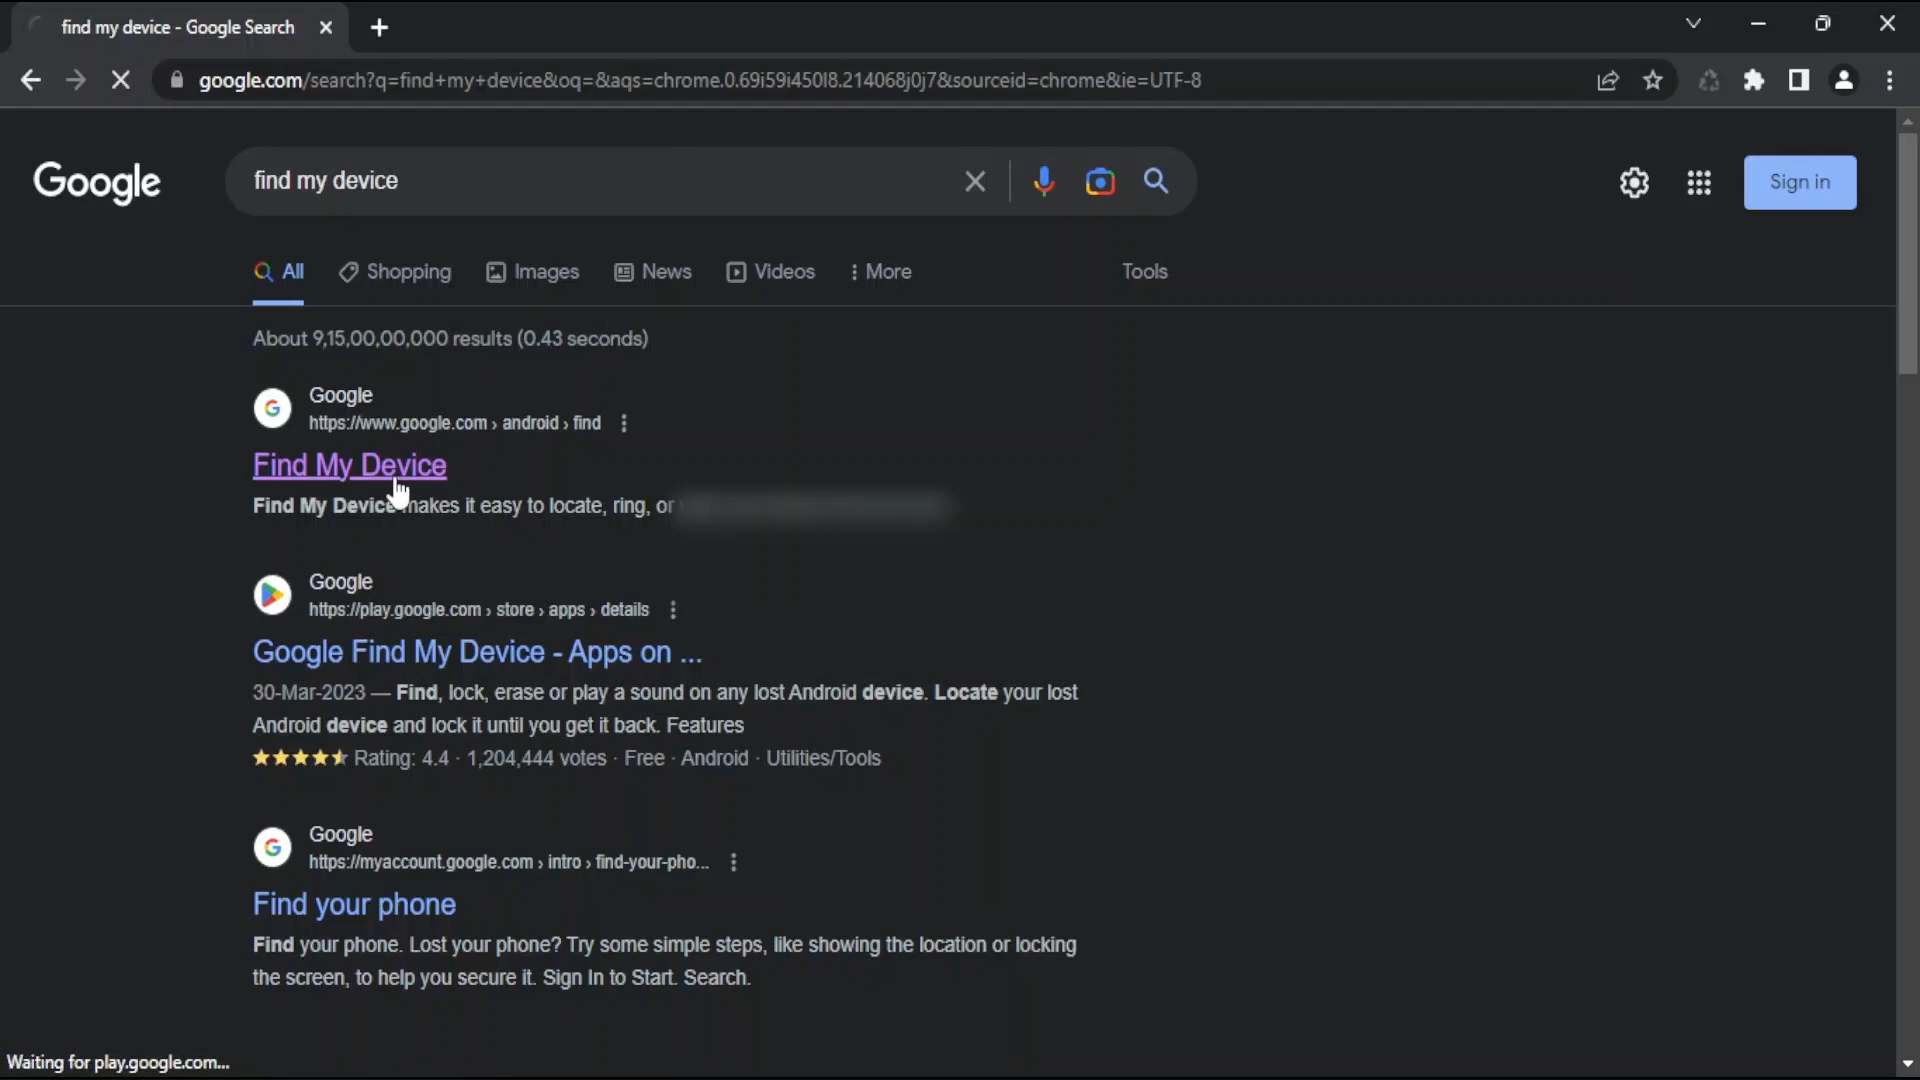 find my device - Google Search
google.com/search?q=find+my+device&oq=&aqs=chrome.0.69i59i450l8.214068j0j7&sourceid=chrome&ie=UTF-8
Google
find my device
Sign in
All
Shopping
Images
News
Videos
More
Tools
About 9,15,00,00,000 results (0.43 seconds)
Google
https://www.google.com › android › find
Find My Device
Find My Device makes it easy to locate, ring, or
Google
https://play.google.com › store › apps › details
Google Find My Device - Apps on ...
30-Mar-2023 — Find, lock, erase or play a sound on any lost Android device. Locate your lost
Android device and lock it until you get it back. Features
Rating: 4.4 · 1,204,444 votes · Free · Android · Utilities/Tools
Google
https://myaccount.google.com › intro › find-your-pho...
Find your phone
Find your phone. Lost your phone? Try some simple steps, like showing the location or locking
the screen, to help you secure it. Sign In to Start. Search.
Waiting for play.google.com...